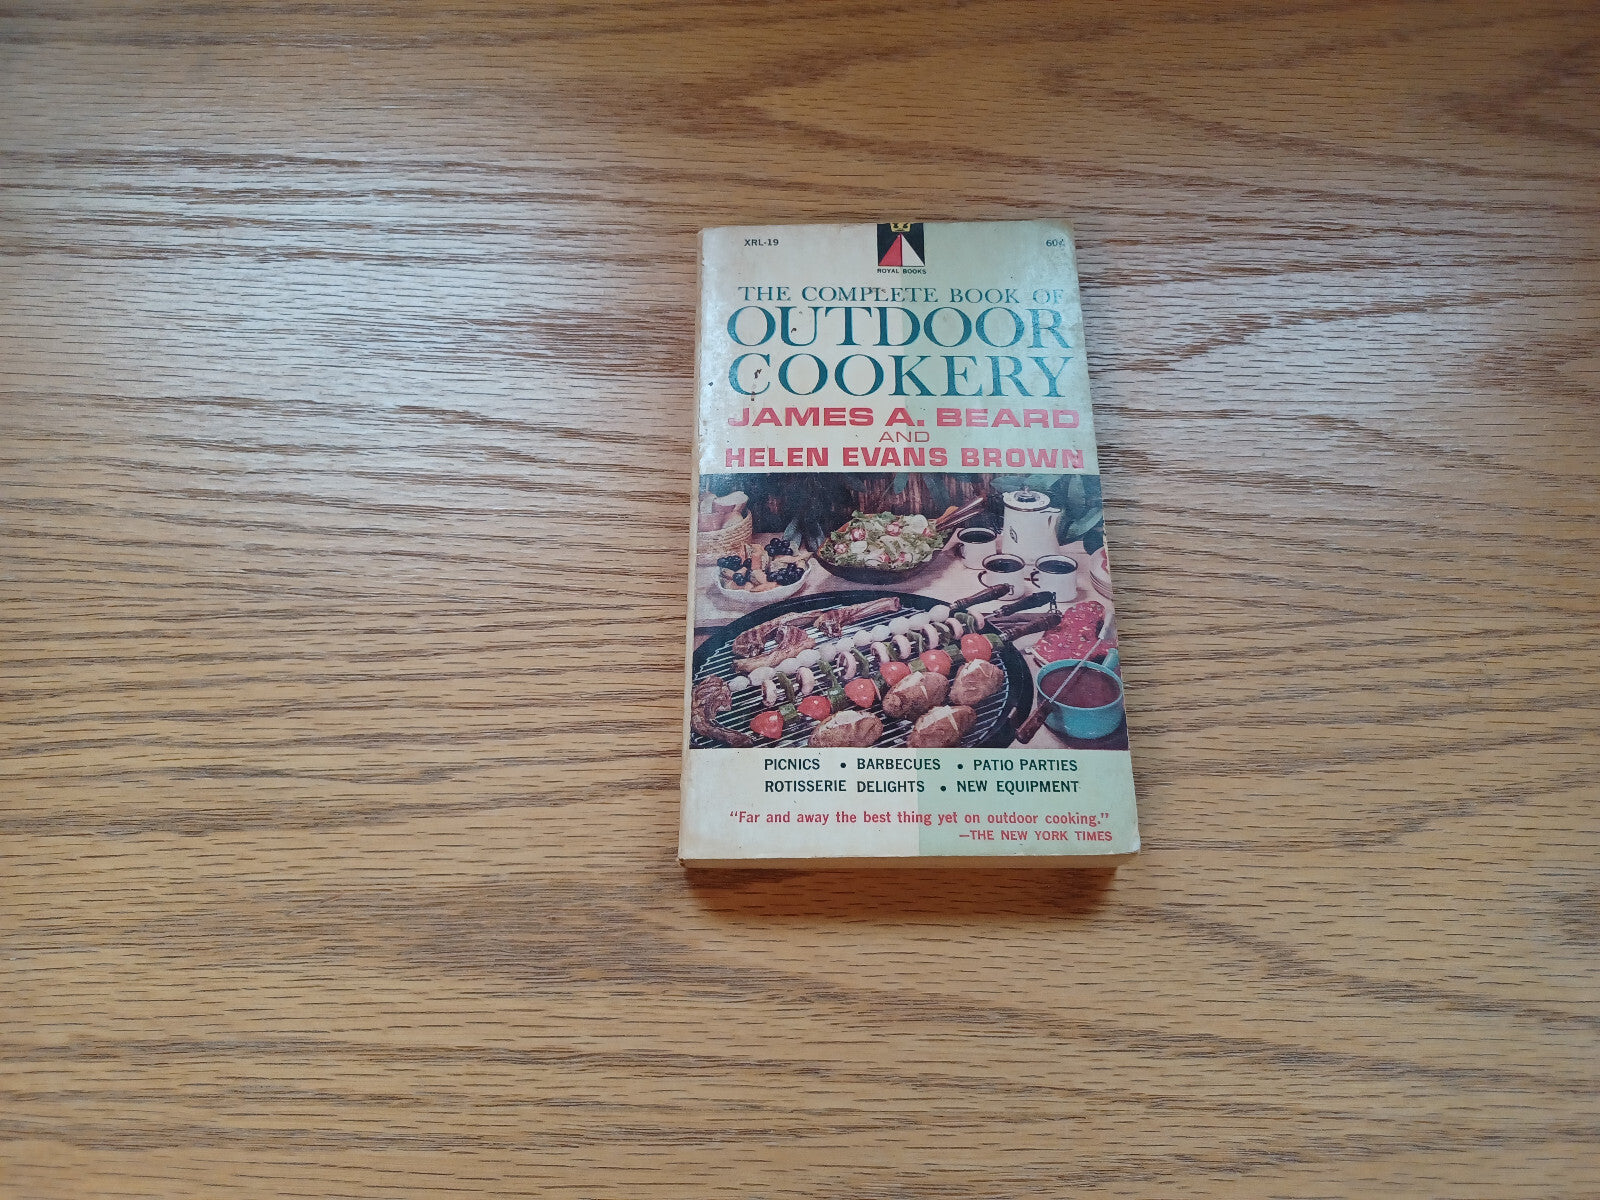 XRL-19
60¢
ROYAL BOOKS
THE COMPLETE BOOK OF
OUTDOOR
COOKERY
JAMES A. BEARD
AND
HELEN EVANS BROWN
PICNICS • BARBECUES • PATIO PARTIES
ROTISSERIE DELIGHTS • NEW EQUIPMENT
“Far and away the best thing yet on outdoor cooking.”
—THE NEW YORK TIMES